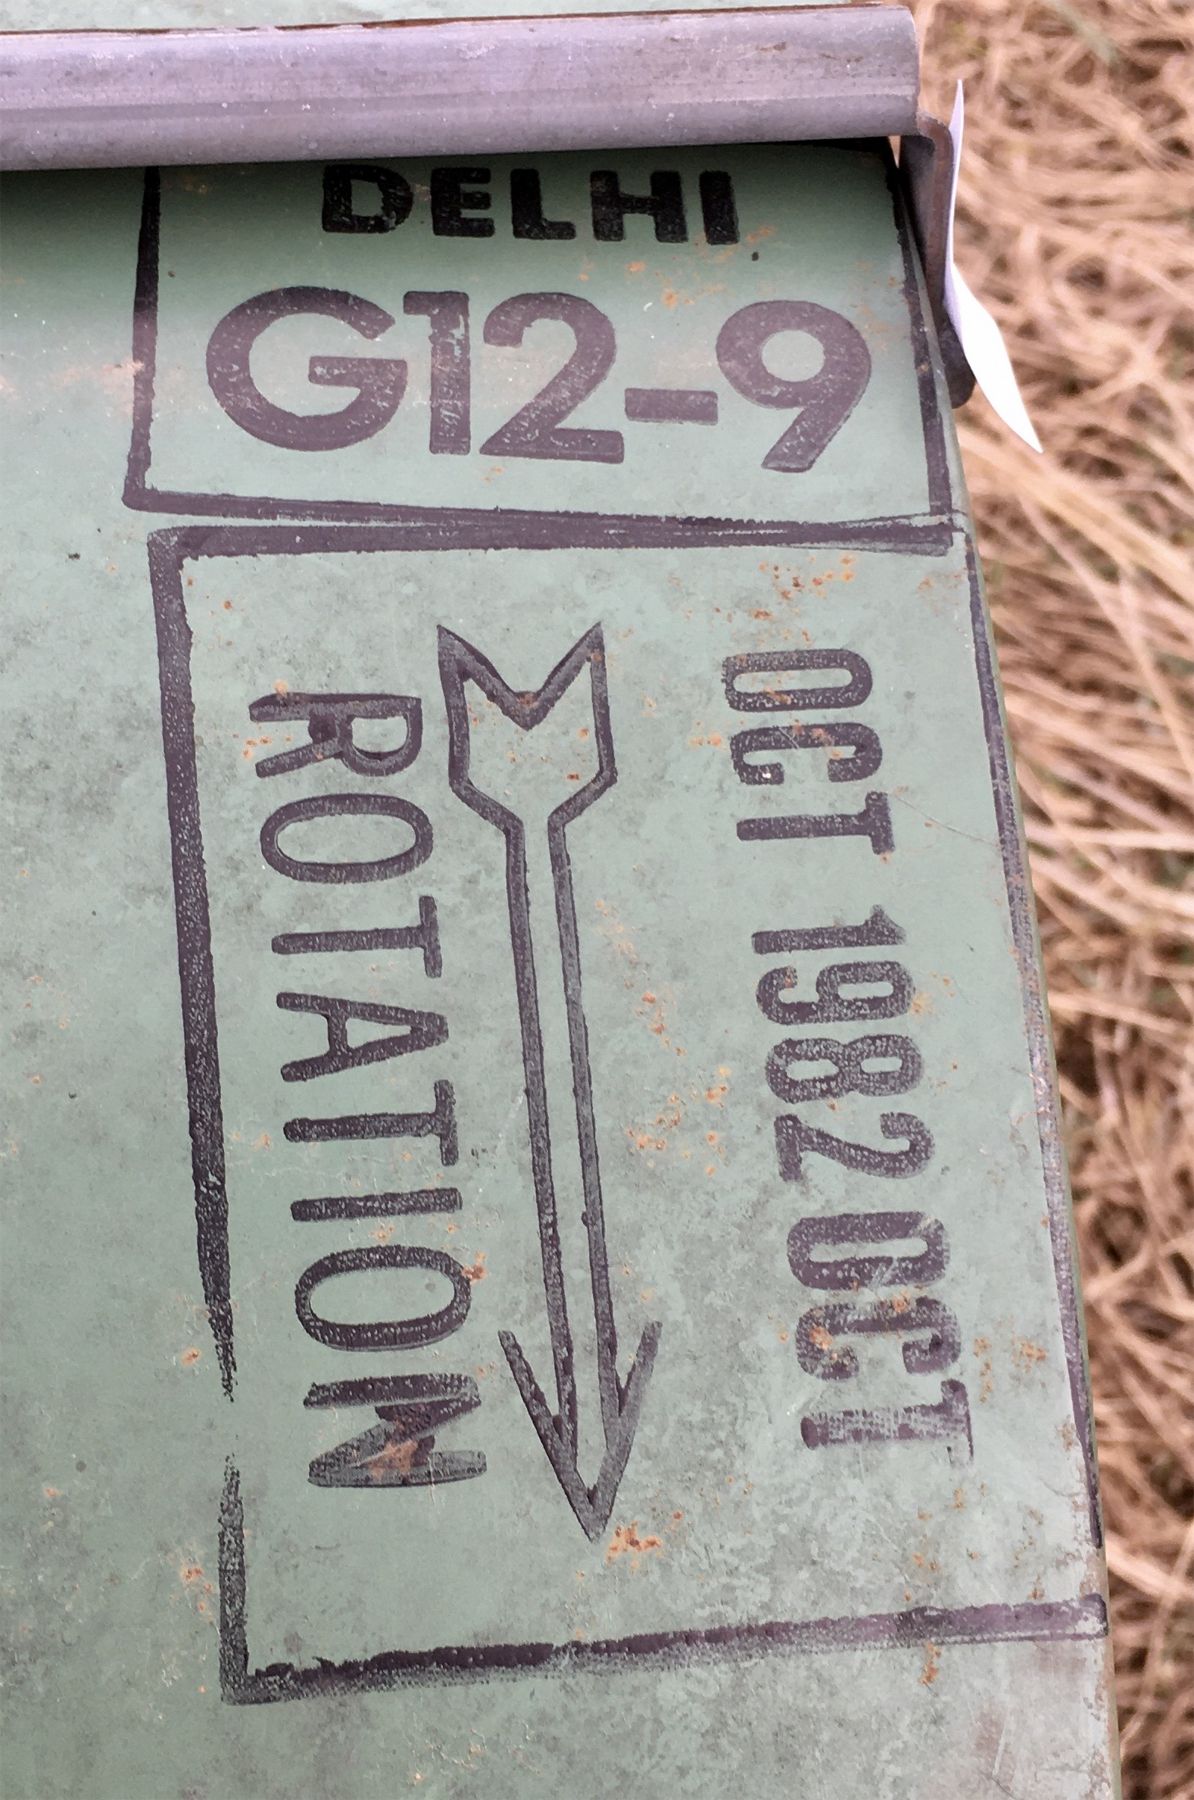 DELHI
G12-9
OCT 1982 OCT
ROTATION